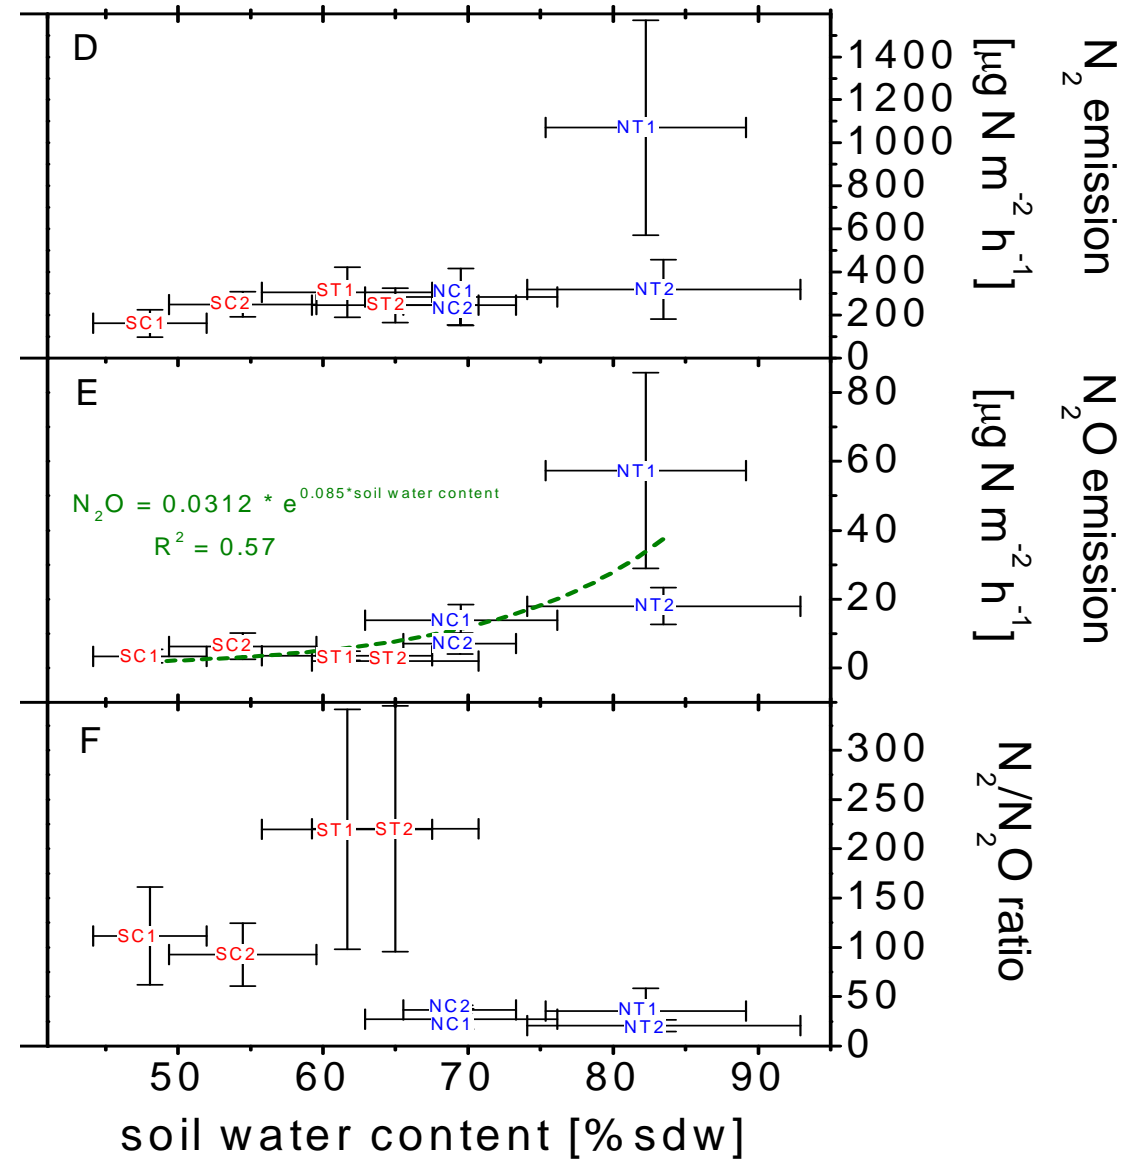 D
NT1
SC1
SC2
ST1
ST2
NC1
NC2
NT2
1400
1200
1000
800
600
400
200
0
N₂ emission
[µg N m⁻² h⁻¹]
E
N₂O = 0.0312 * e^0.085*soil water content
R² = 0.57
SC1
SC2
ST1
ST2
NC1
NC2
NT1
NT2
80
60
40
20
0
N₂O emission
[µg N m⁻² h⁻¹]
F
SC1
SC2
ST1
ST2
NC2
NC1
NT1
NT2
300
250
200
150
100
50
0
N₂/N₂O ratio
50 60 70 80 90
soil water content [% sdw]